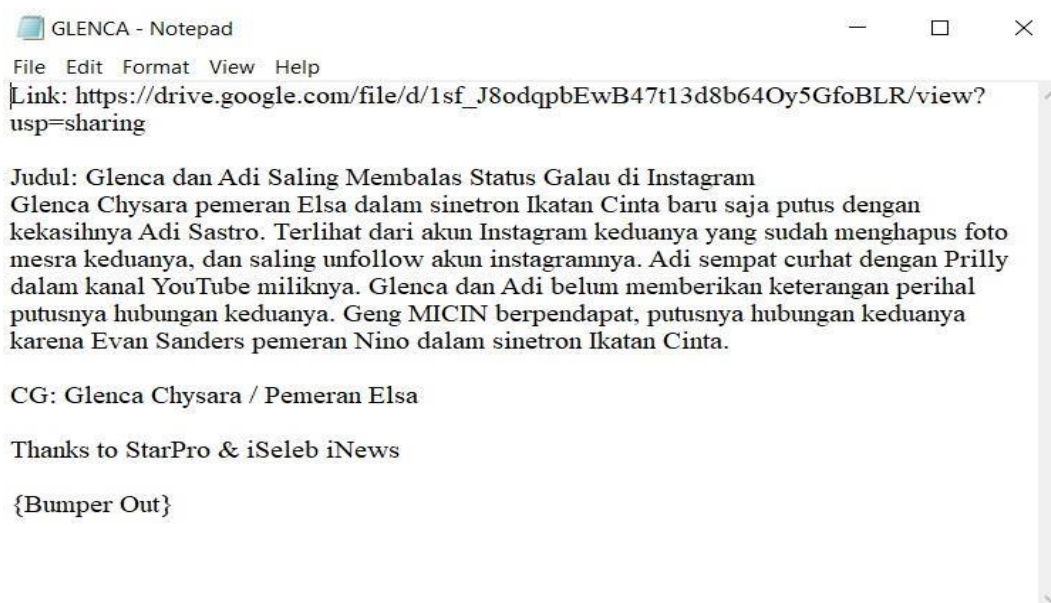 GLENCA - Notepad
File Edit Format View Help
Link: https://drive.google.com/file/d/1sf_J8odqpbEwB47t13d8b64Oy5GfoBLR/view?
usp=sharing
Judul: Glenca dan Adi Saling Membalas Status Galau di Instagram
Glenca Chysara pemeran Elsa dalam sinetron Ikatan Cinta baru saja putus dengan
kekasihnya Adi Sastro. Terlihat dari akun Instagram keduanya yang sudah menghapus foto
mesra keduanya, dan saling unfollow akun instagramnya. Adi sempat curhat dengan Prilly
dalam kanal YouTube miliknya. Glenca dan Adi belum memberikan keterangan perihal
putusnya hubungan keduanya. Geng MICIN berpendapat, putusnya hubungan keduanya
karena Evan Sanders pemeran Nino dalam sinetron Ikatan Cinta.
CG: Glenca Chysara / Pemeran Elsa
Thanks to StarPro & iSeleb iNews
{Bumper Out}